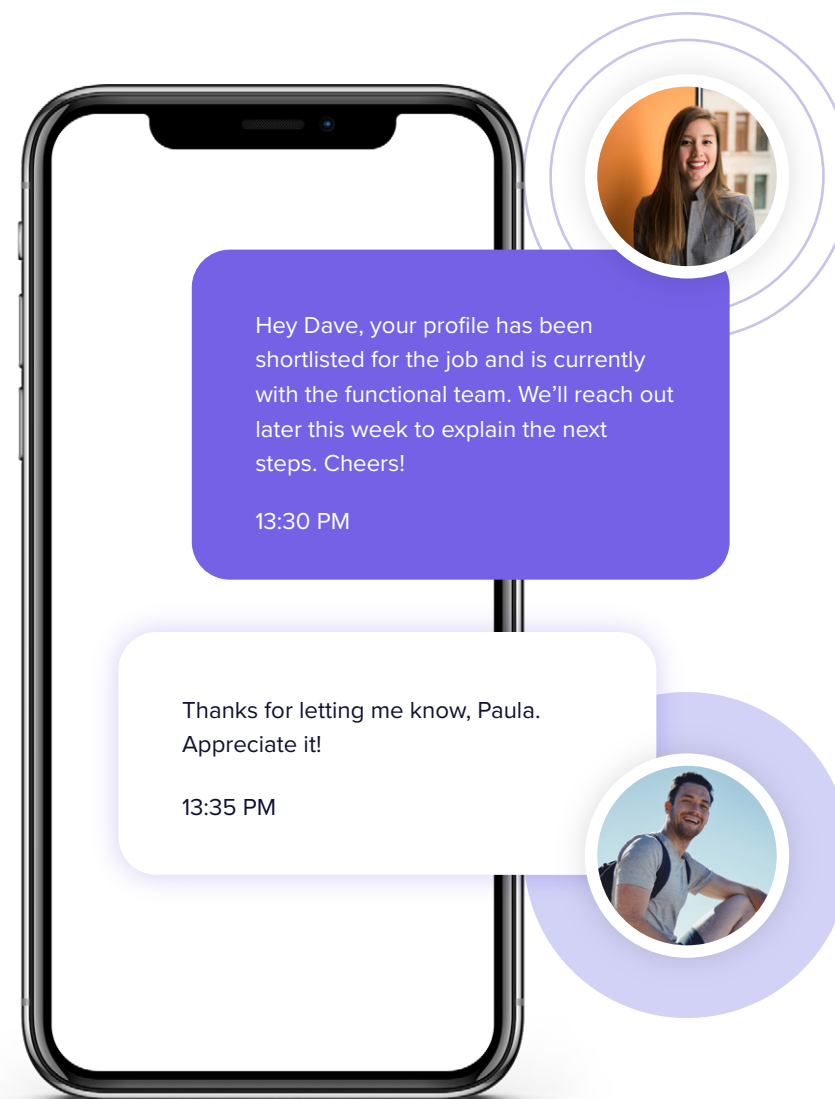 Hey Dave, your profile has been
shortlisted for the job and is currently
with the functional team. We’ll reach out
later this week to explain the next
steps. Cheers!
13:30 PM
Thanks for letting me know, Paula.
Appreciate it!
13:35 PM